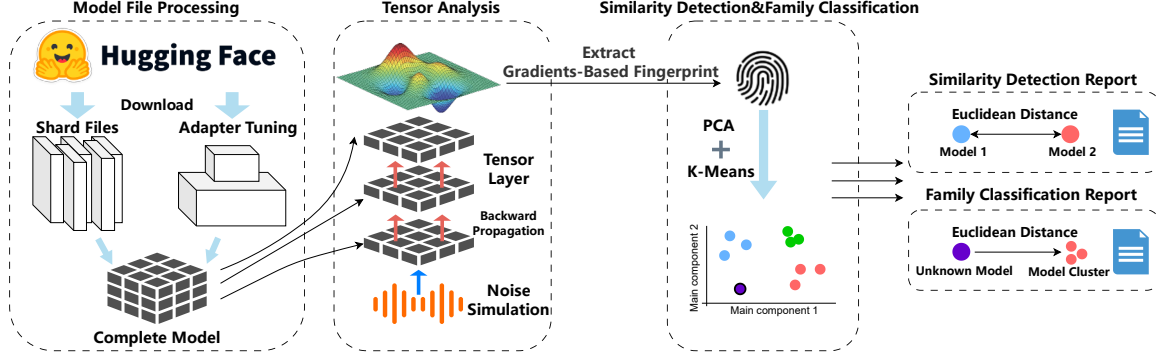 Model File Processing
Hugging Face
Download
Shard Files
Adapter Tuning
Complete Model
Tensor Analysis
Tensor
Layer
Backward
Propagation
Noise
Simulation
Extract
Gradients-Based Fingerprint
Similarity Detection&Family Classification
PCA
+
K-Means
Main component 2
Main component 1
Similarity Detection Report
Euclidean Distance
Model 1
Model 2
Family Classification Report
Euclidean Distance
Unknown Model
Model Cluster